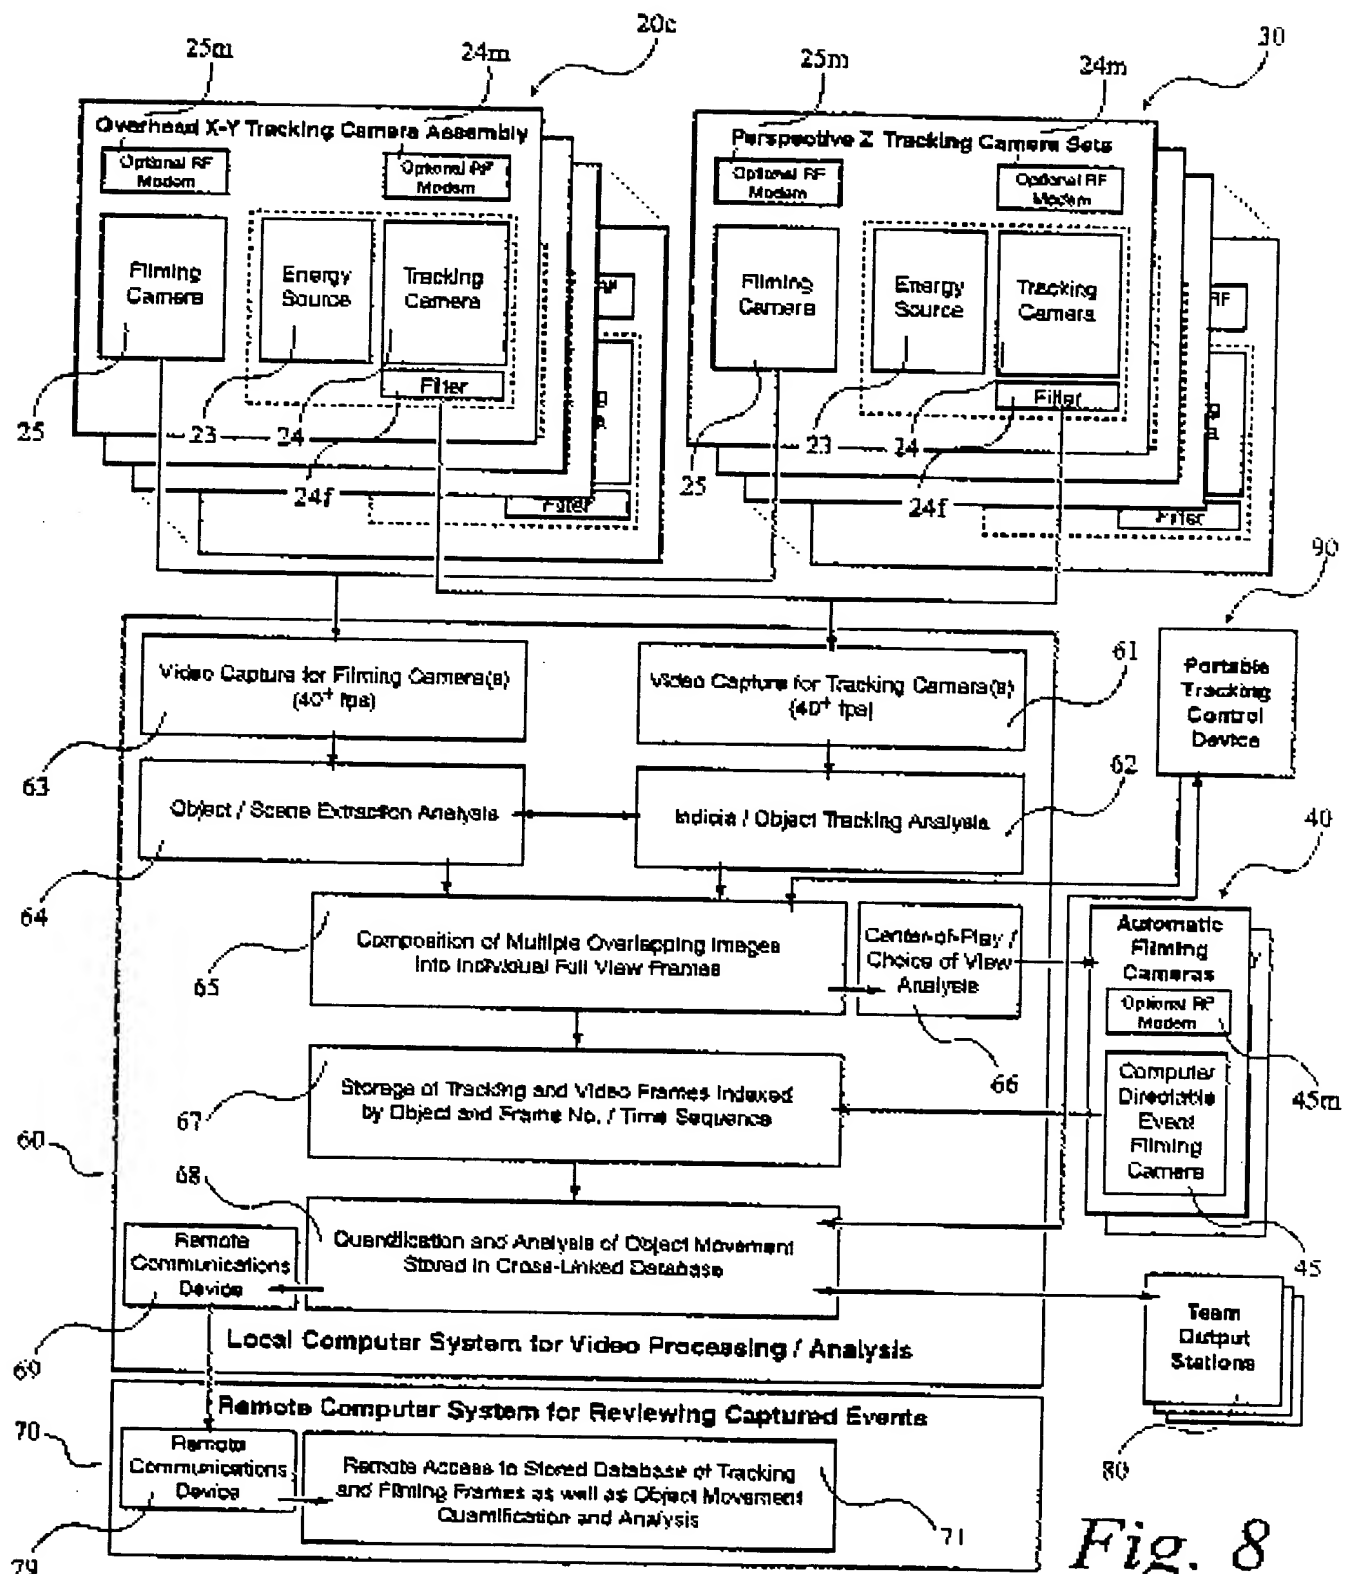 20c
30
25m
24m
25m
24m
Overhead X-Y Tracking Camera Assembly
Optional RF
Modem
Optional RF
Modem
Filming
Camera
Energy
Source
Tracking
Camera
Filter
25
23
24
24f
Filter
Perspective Z Tracking Camera Sets
Optional RF
Modem
Optional RF
Modem
Filming
Camera
Energy
Source
Tracking
Camera
Filter
RF
25
23
24
24f
Filter
90
Video Capture for Filming Camera(s)
(40+ fps)
63
Video Capture for Tracking Camera(s)
(40+ fps)
61
Portable
Tracking
Control
Device
Object / Scene Extraction Analysis
64
Indicia / Object Tracking Analysis
62
40
Composition of Multiple Overlapping Images
into Individual Full View Frames
65
Center-of-Play /
Choice of View
Analysis
66
Automatic
Filming
Cameras
Optional RF
Modem
45m
Computer
Directable
Event
Filming
Camera
45
Storage of Tracking and Video Frames Indexed
by Object and Frame No. / Time Sequence
67
60
68
Quantification and Analysis of Object Movement
Stored in Cross-Linked Database
Remote
Communications
Device
69
Local Computer System for Video Processing / Analysis
Team
Output
Stations
80
Remote Computer System for Reviewing Captured Events
70
Remote
Communications
Device
79
Remote Access to Stored Database of Tracking
and Filming Frames as well as Object Movement
Quantification and Analysis
71
Fig. 8